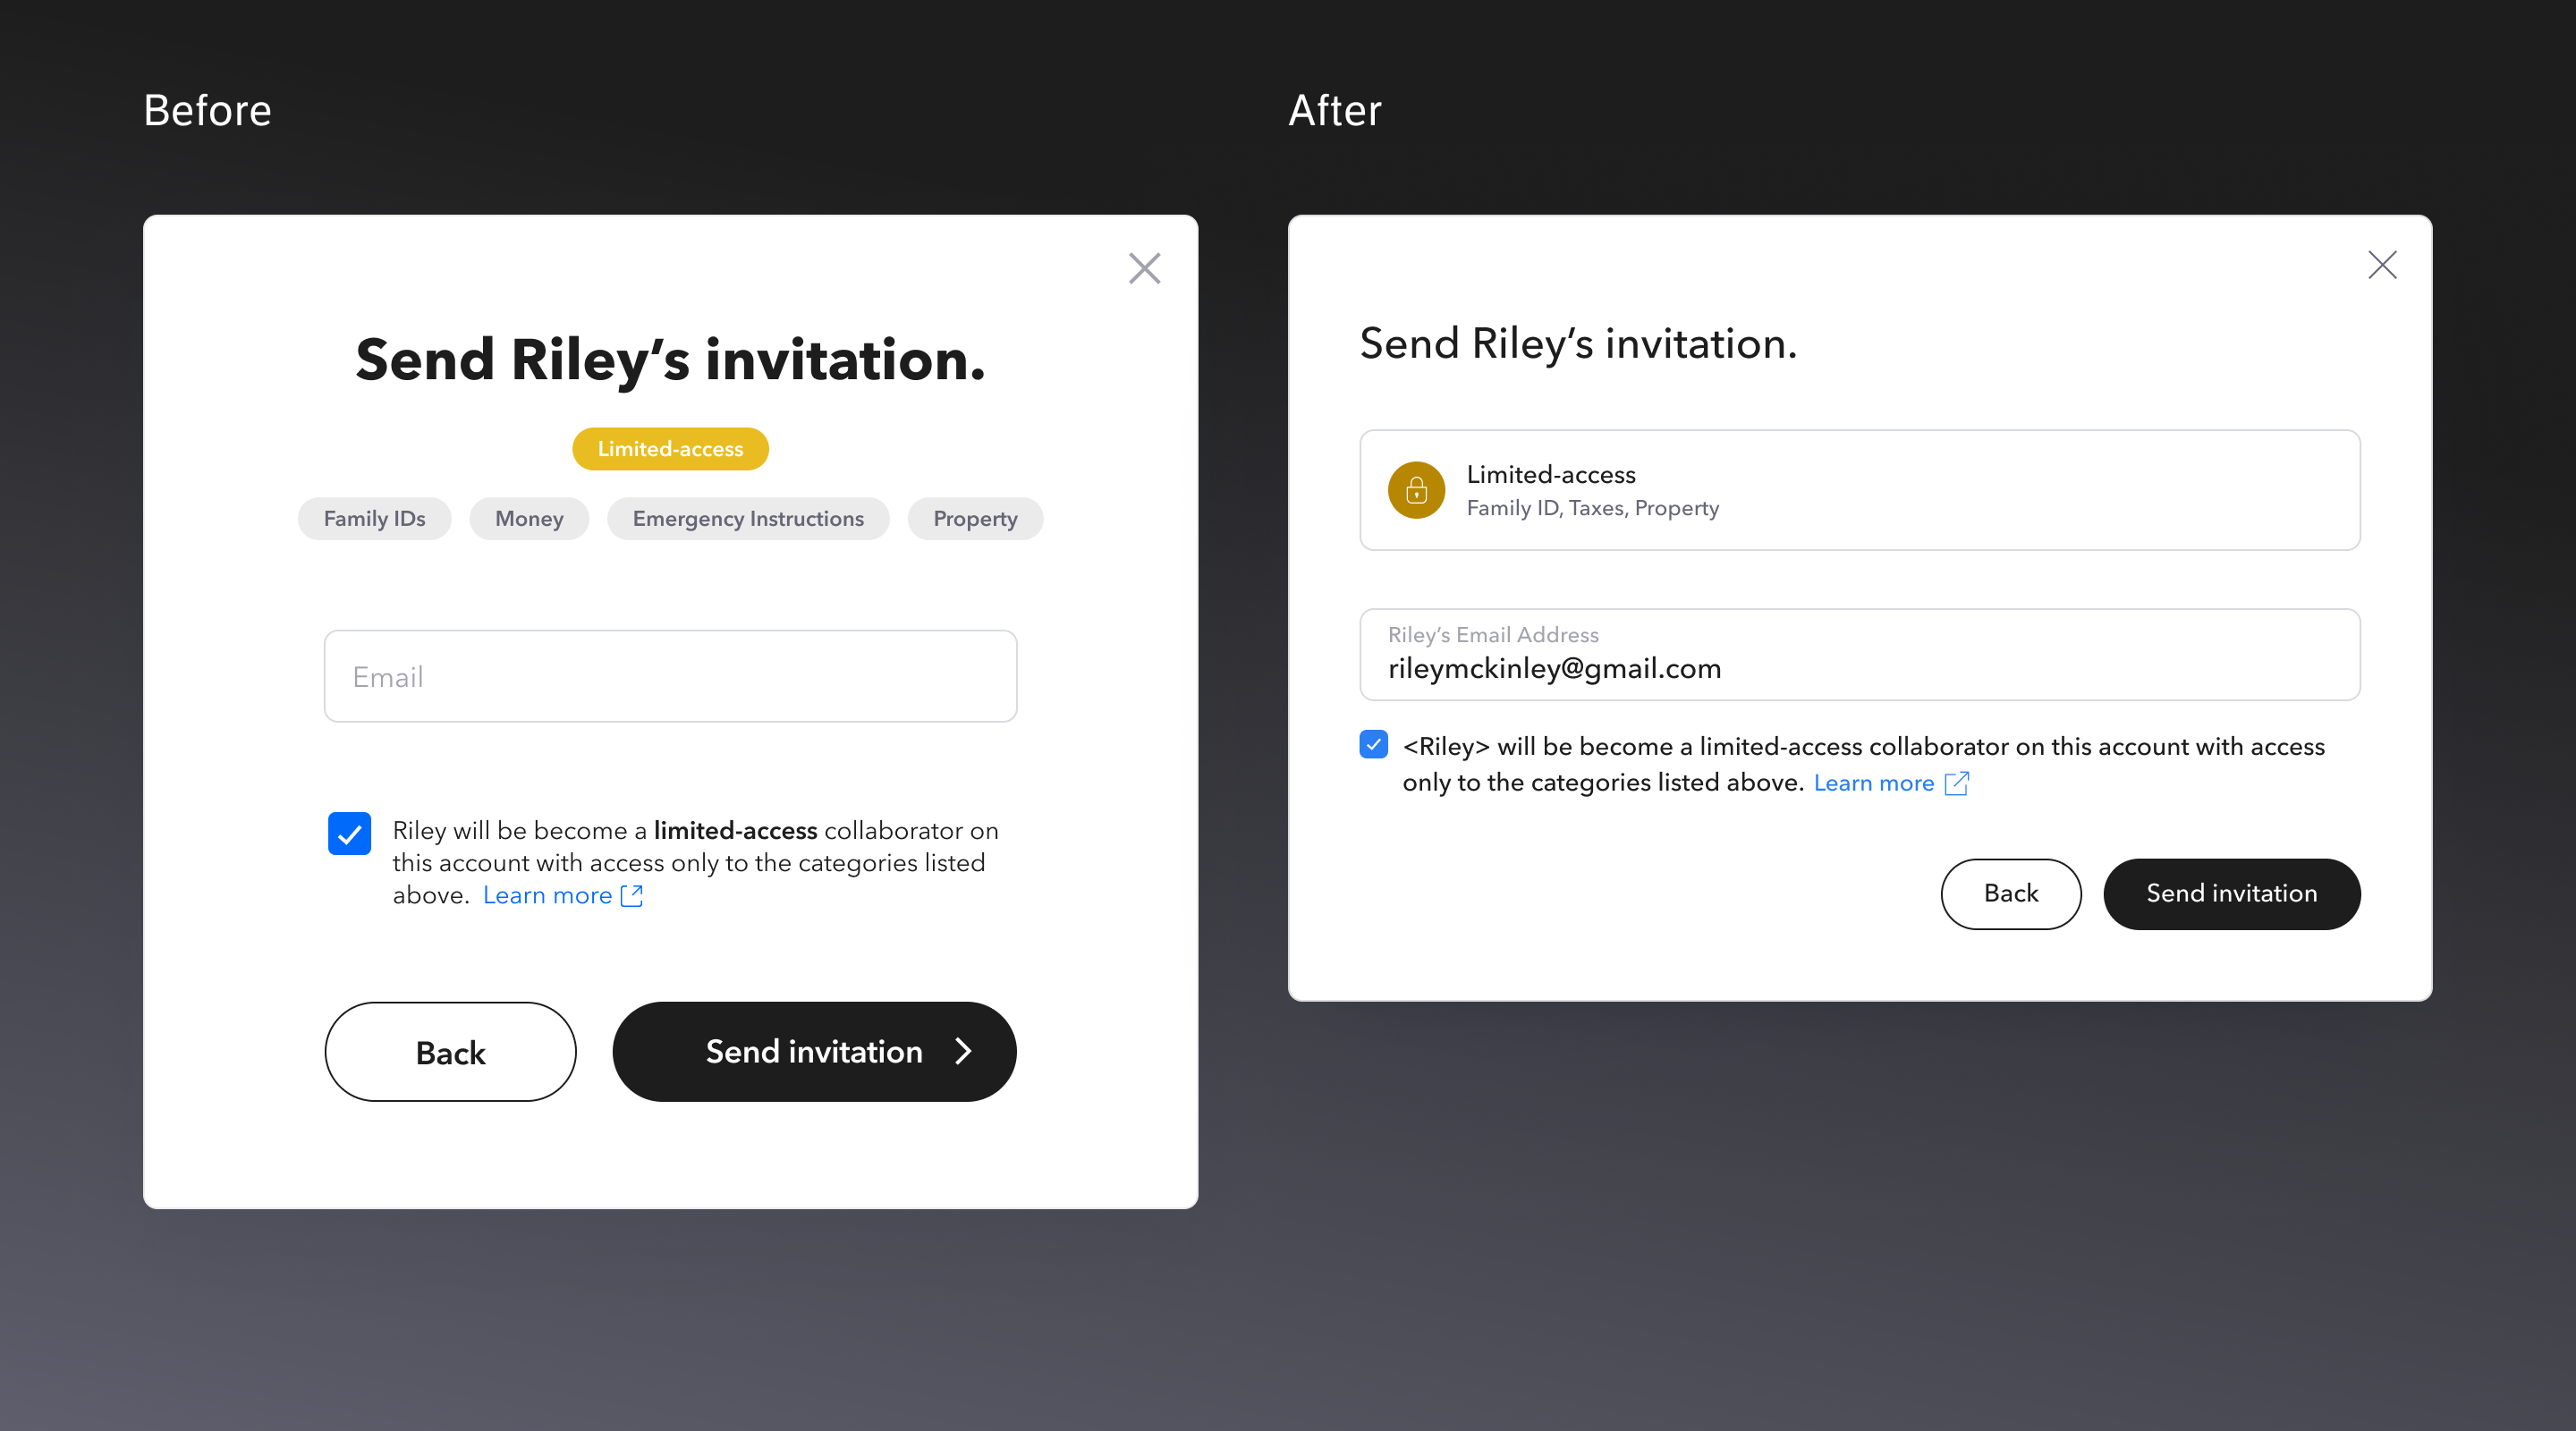 Before
Send Riley’s invitation.
Limited-access
Family IDs Money Emergency Instructions Property
Email
Riley will be become a limited-access collaborator on
this account with access only to the categories listed
above. Learn more
Back Send invitation
After
Send Riley’s invitation.
Limited-access
Family ID, Taxes, Property
Riley’s Email Address
rileymckinley@gmail.com
<Riley> will be become a limited-access collaborator on this account with access
only to the categories listed above. Learn more
Back Send invitation